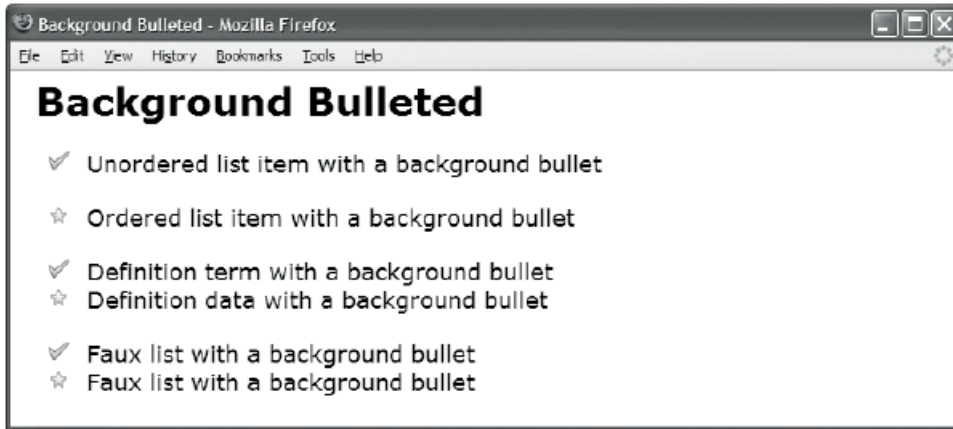 Background Bulleted - Mozilla Firefox
File Edit View History Bookmarks Tools Help
Background Bulleted
Unordered list item with a background bullet
Ordered list item with a background bullet
Definition term with a background bullet
Definition data with a background bullet
Faux list with a background bullet
Faux list with a background bullet